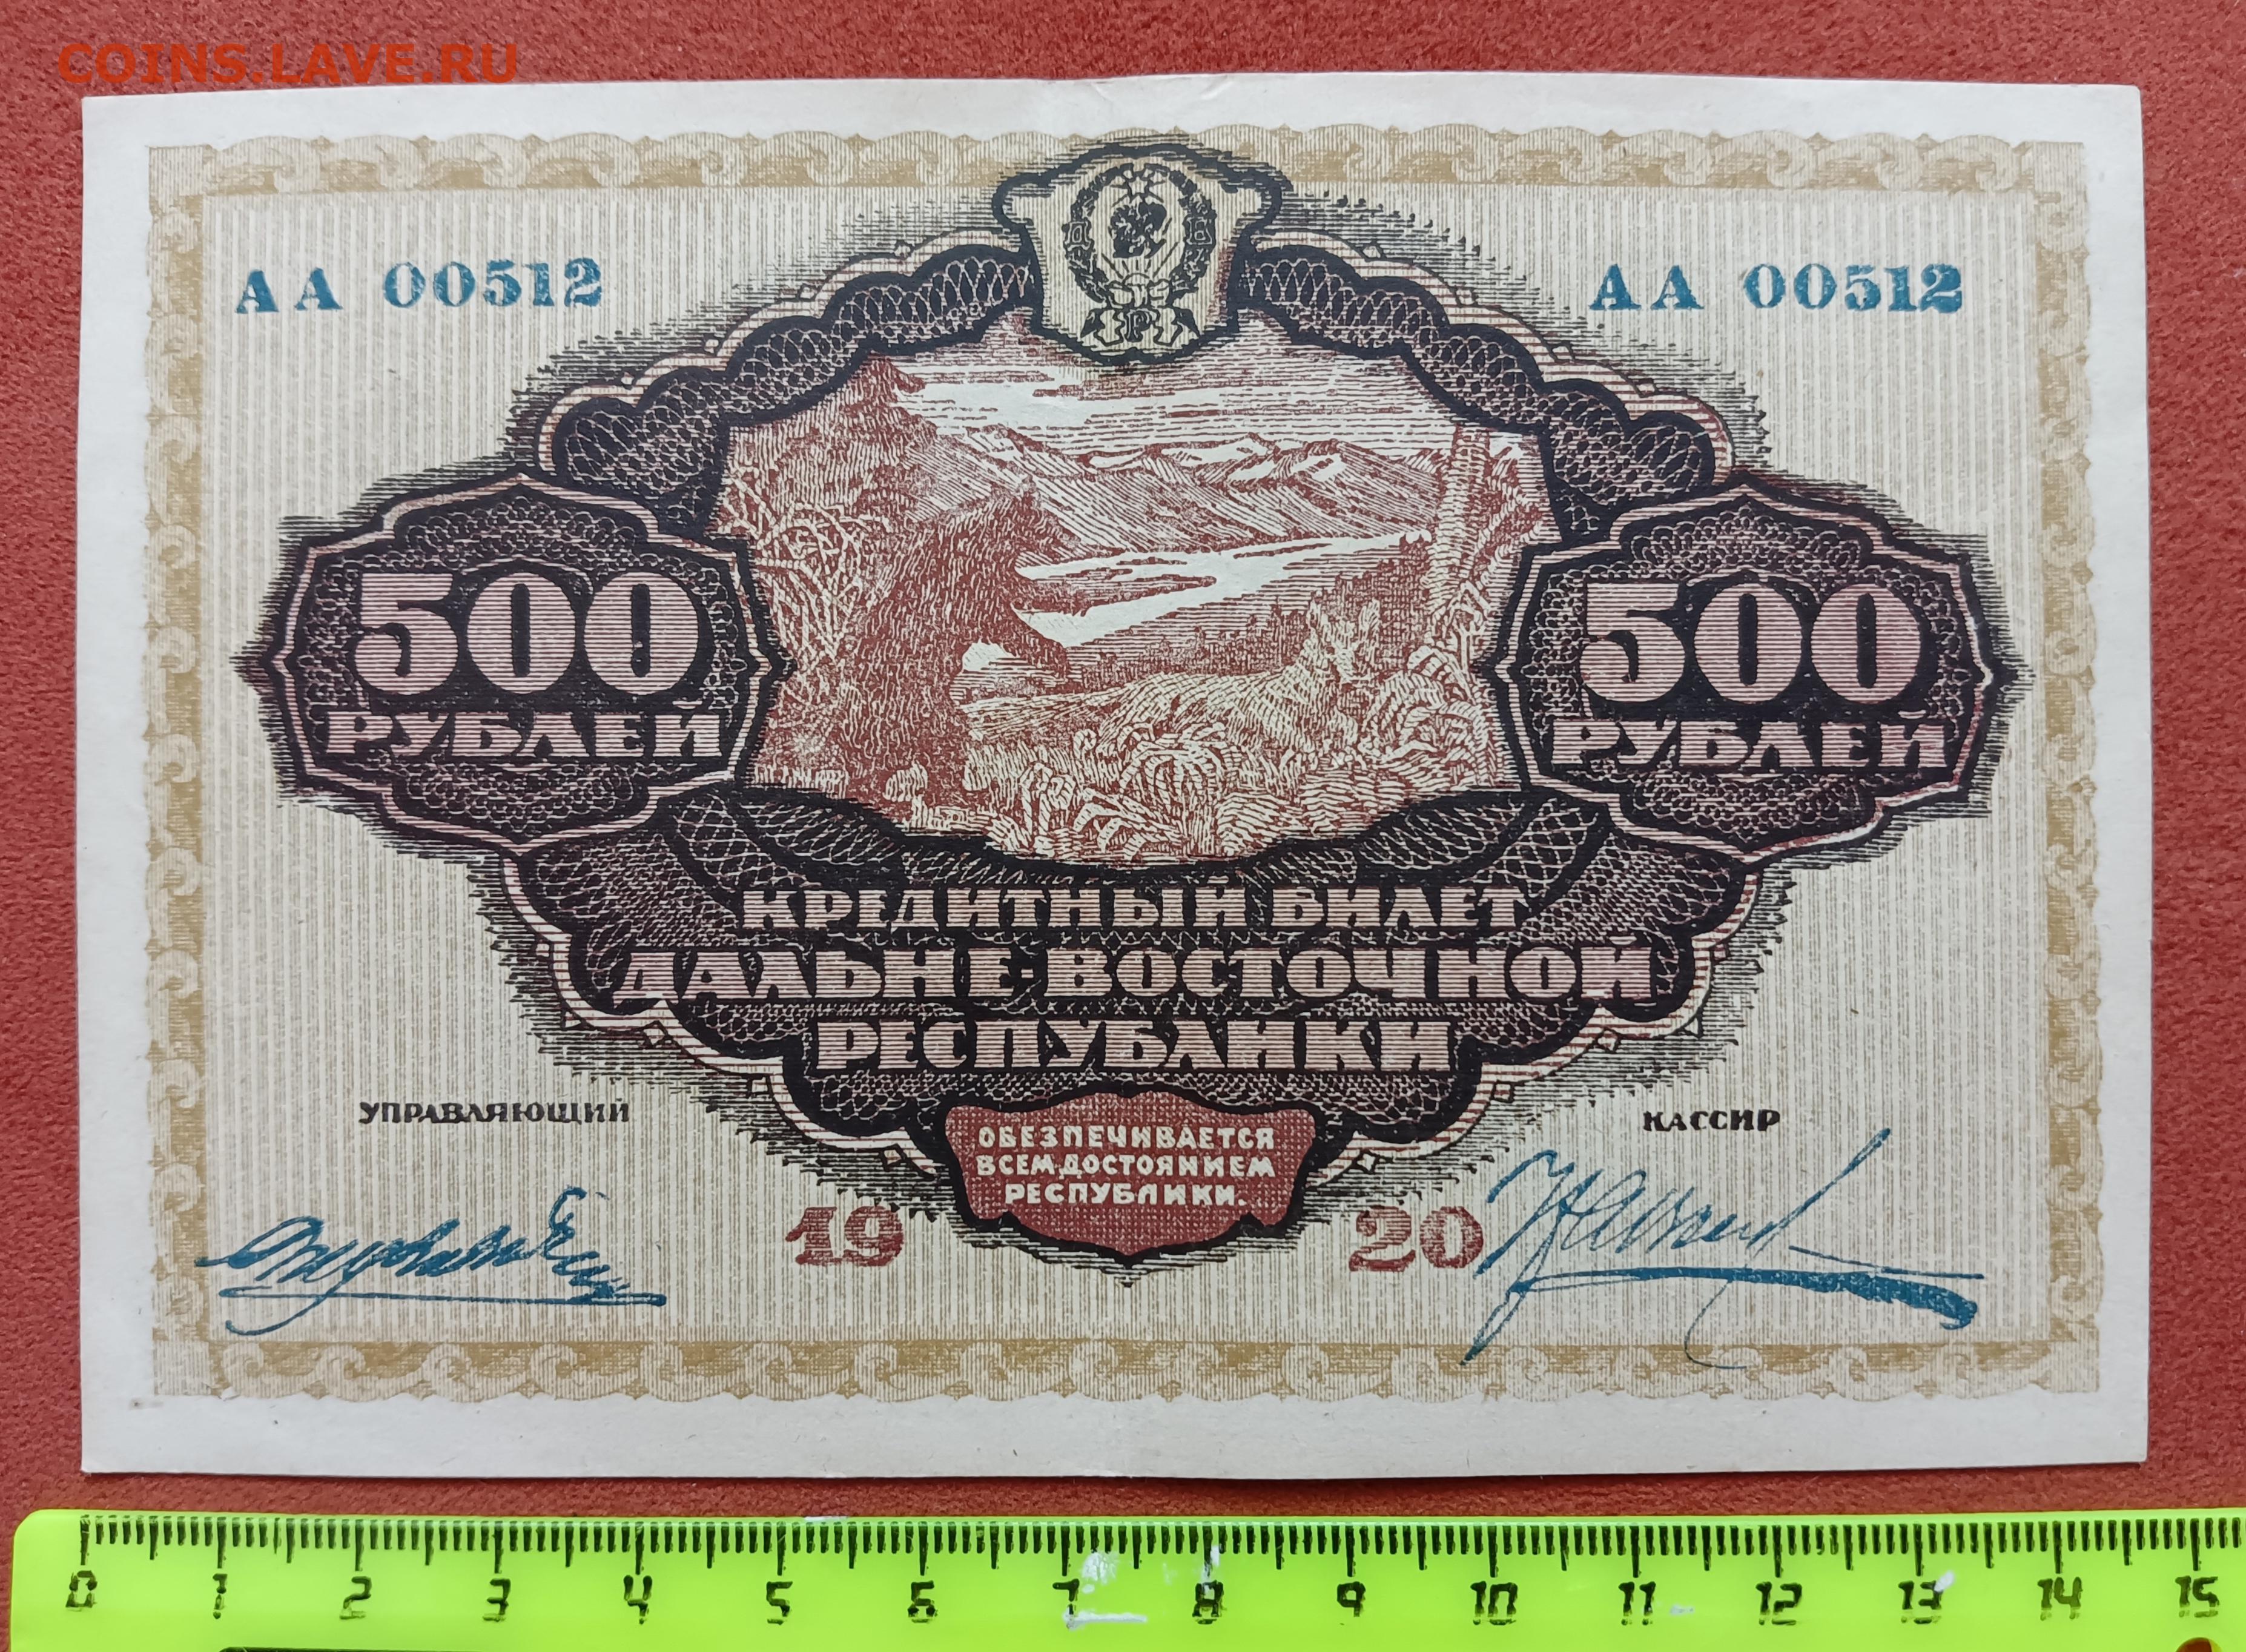 COINS.LAVE.RU
АА 00512 АА 00512
Д В
Р
500 500
РУБЛЕЙ РУБЛЕЙ
КРЕДИТНЫЙ БИЛЕТ
ДАЛЬНЕ-ВОСТОЧНОЙ
РЕСПУБЛИКИ
УПРАВЛЯЮЩИЙ КАССИР
ОБЕЗПЕЧИВАЕТСЯ
ВСЕМ ДОСТОЯНИЕМ
РЕСПУБЛИКИ.
19 20
0 1 2 3 4 5 6 7 8 9 10 11 12 13 14 15